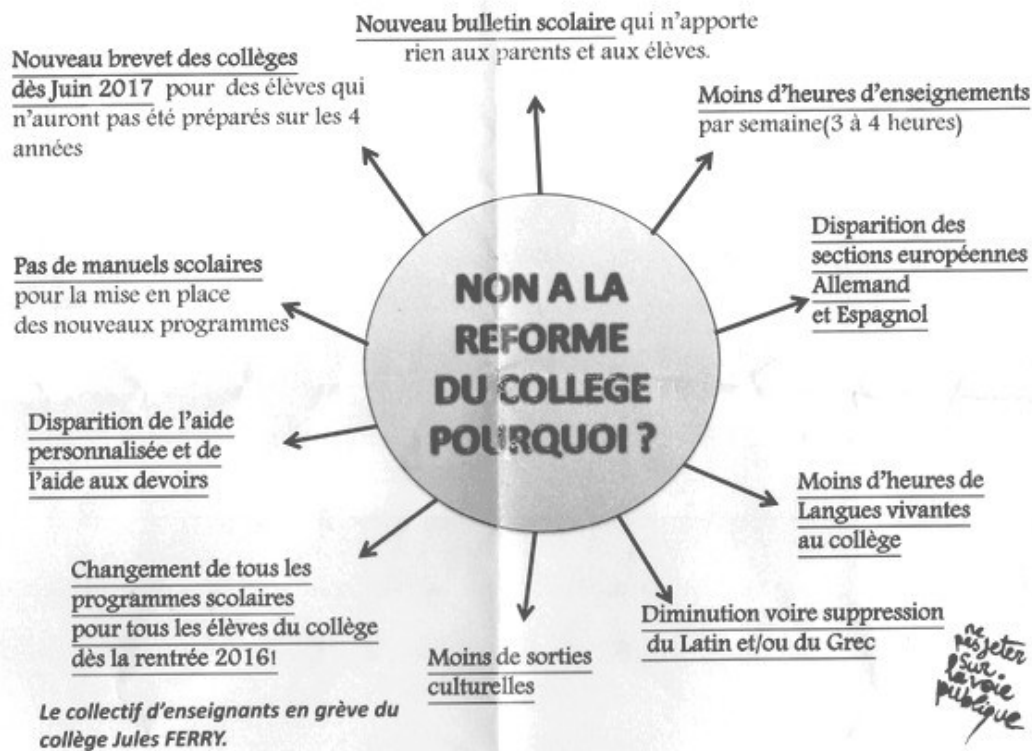 Nouveau bulletin scolaire qui n'apporte
rien aux parents et aux élèves.
Nouveau brevet des collèges
dès Juin 2017 pour des élèves qui
n'auront pas été préparés sur les 4
années
Moins d'heures d'enseignements
par semaine(3 à 4 heures)
Pas de manuels scolaires
pour la mise en place
des nouveaux programmes
NON A LA
REFORME
DU COLLEGE
POURQUOI ?
Disparition des
sections européennes
Allemand
et Espagnol
Disparition de l'aide
personnalisée et de
l'aide aux devoirs
Moins d'heures de
Langues vivantes
au collège
Changement de tous les
programmes scolaires
pour tous les élèves du collège
dès la rentrée 2016!
Moins de sorties
culturelles
Diminution voire suppression
du Latin et/ou du Grec
ne
pas jeter
sur
la voie
publique
Le collectif d'enseignants en grève du
collège Jules FERRY.